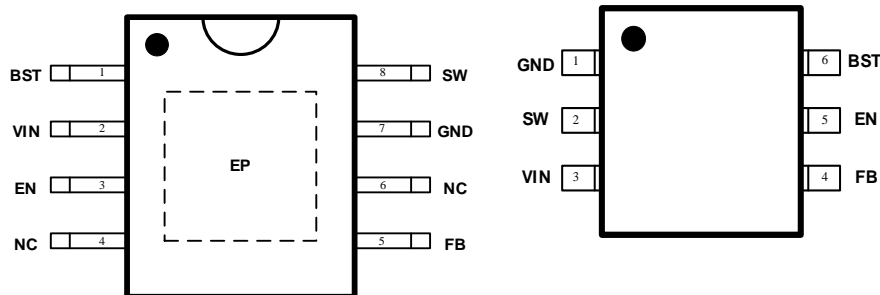 BST 1 8 SW
VIN 2 7 GND
EN 3 6 NC
NC 4 5 FB
EP
GND 1 6 BST
SW 2 5 EN
VIN 3 4 FB